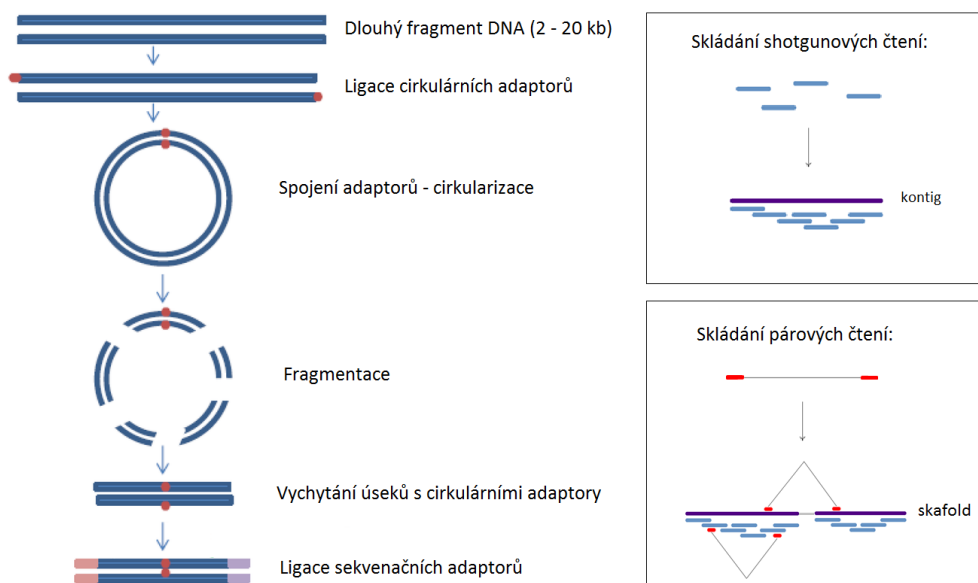 Dlouhý fragment DNA (2 - 20 kb)
Ligace cirkulárních adaptorů
Spojení adaptorů - cirkularizace
Fragmentace
Vychytání úseků s cirkulárními adaptory
Ligace sekvenačních adaptorů
Skládání shotgunových čtení:
kontig
Skládání párových čtení:
skafold